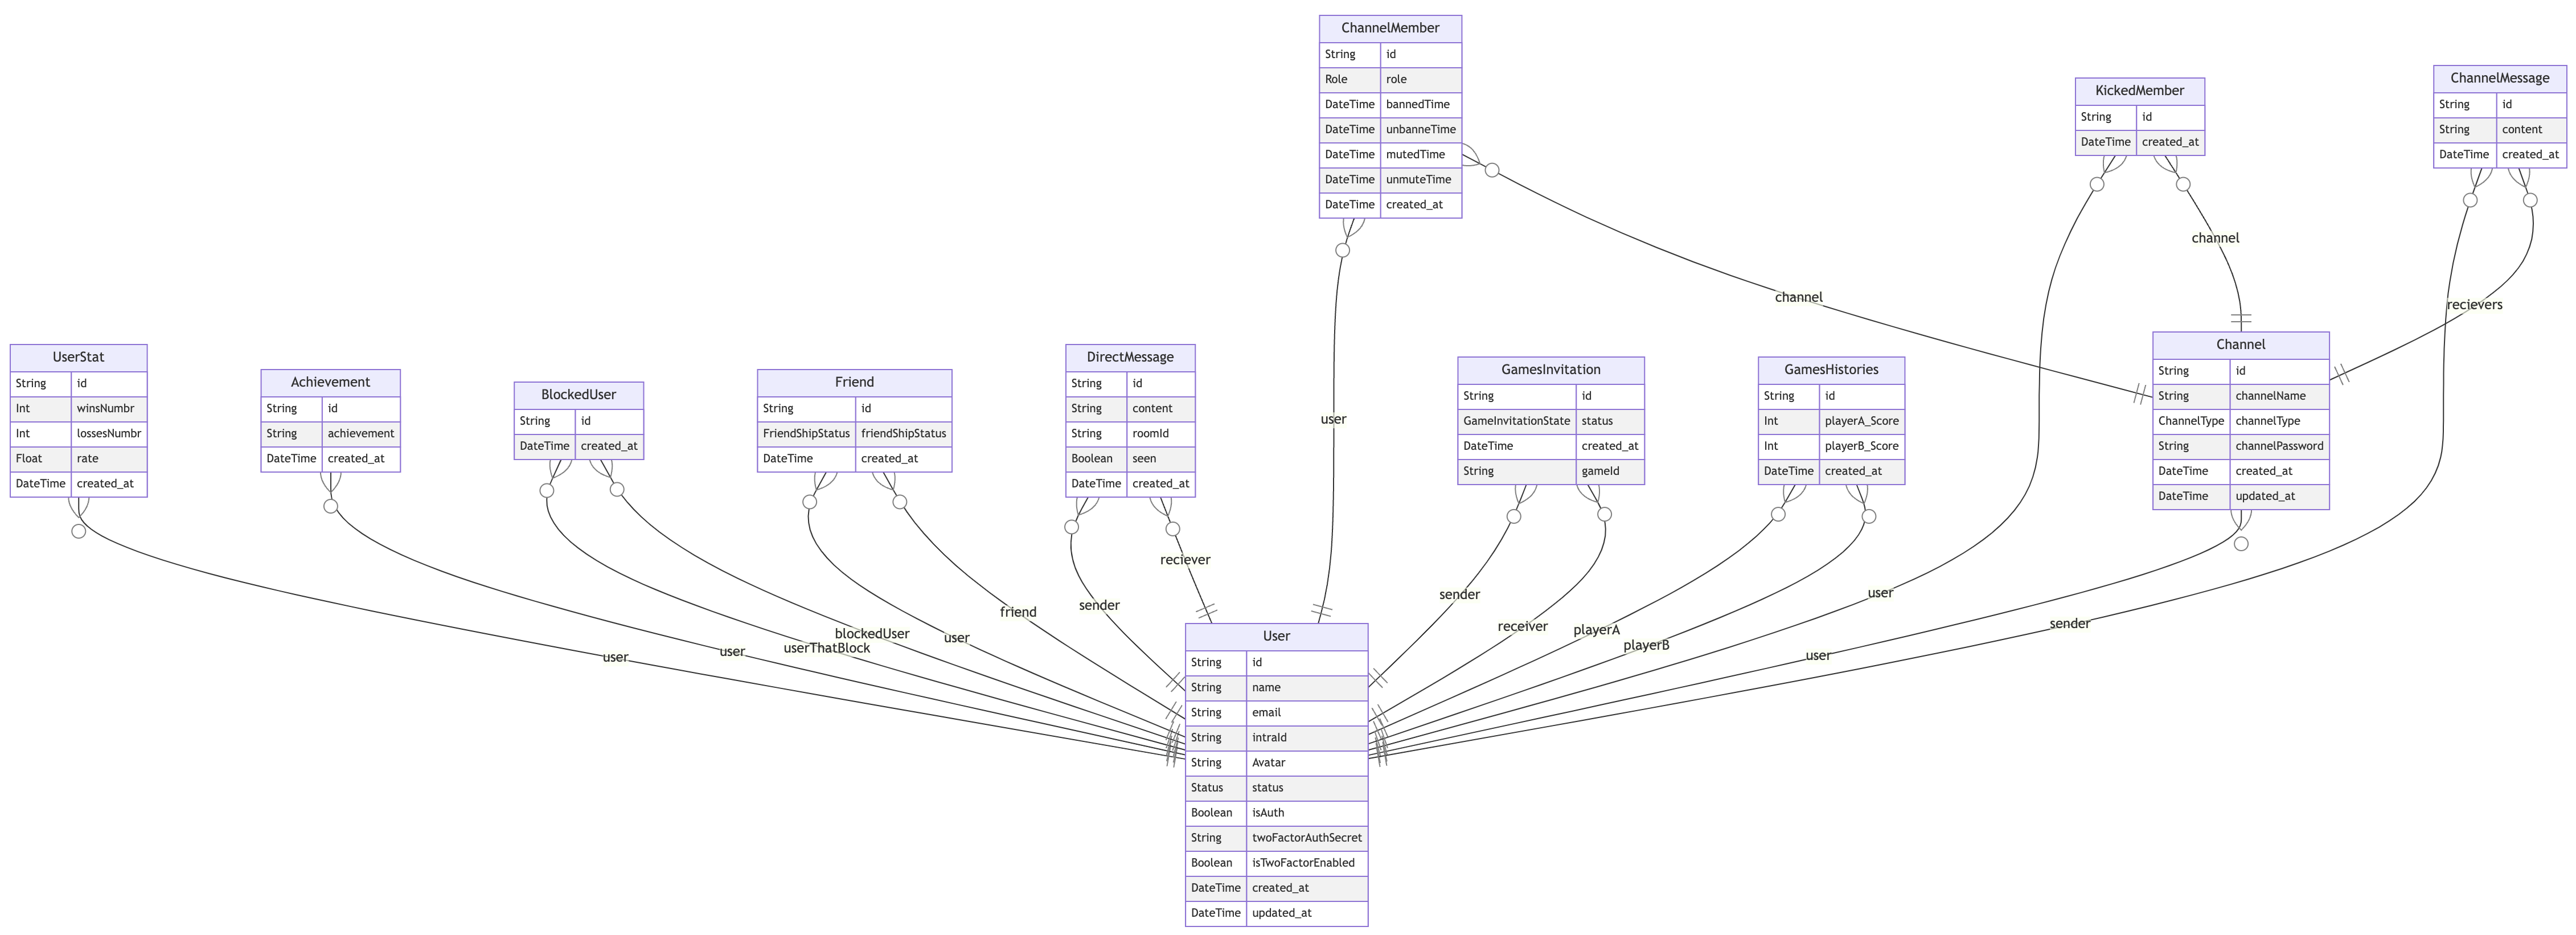 ChannelMember
String id
Role role
DateTime bannedTime
DateTime unbanneTime
DateTime mutedTime
DateTime unmuteTime
DateTime created_at
ChannelMessage
String id
String content
DateTime created_at
KickedMember
String id
DateTime created_at
channel
channel
recievers
Channel
String id
String channelName
ChannelType channelType
String channelPassword
DateTime created_at
DateTime updated_at
UserStat
String id
Int winsNumbr
Int lossesNumbr
Float rate
DateTime created_at
Achievement
String id
String achievement
DateTime created_at
BlockedUser
String id
DateTime created_at
Friend
String id
FriendShipStatus friendShipStatus
DateTime created_at
DirectMessage
String id
String content
String roomId
Boolean seen
DateTime created_at
GamesInvitation
String id
GameInvitationState status
DateTime created_at
String gameId
GamesHistories
String id
Int playerA_Score
Int playerB_Score
DateTime created_at
user
reciever
user
sender
sender
friend
sender
receiver
playerA
blockedUser
user
userThatBlock
playerB
user
user
user
User
String id
String name
String email
String intraId
String Avatar
Status status
Boolean isAuth
String twoFactorAuthSecret
Boolean isTwoFactorEnabled
DateTime created_at
DateTime updated_at